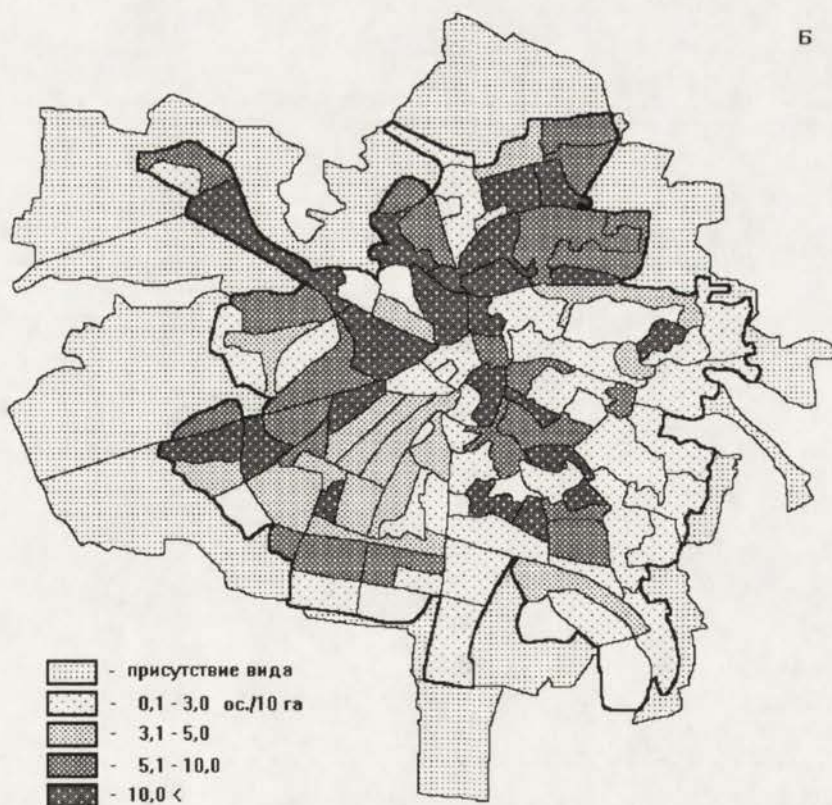 Б
- присутствие вида
- 0,1 - 3,0 ос./10 га
- 3,1 - 5,0
- 5,1 - 10,0
- 10,0 <